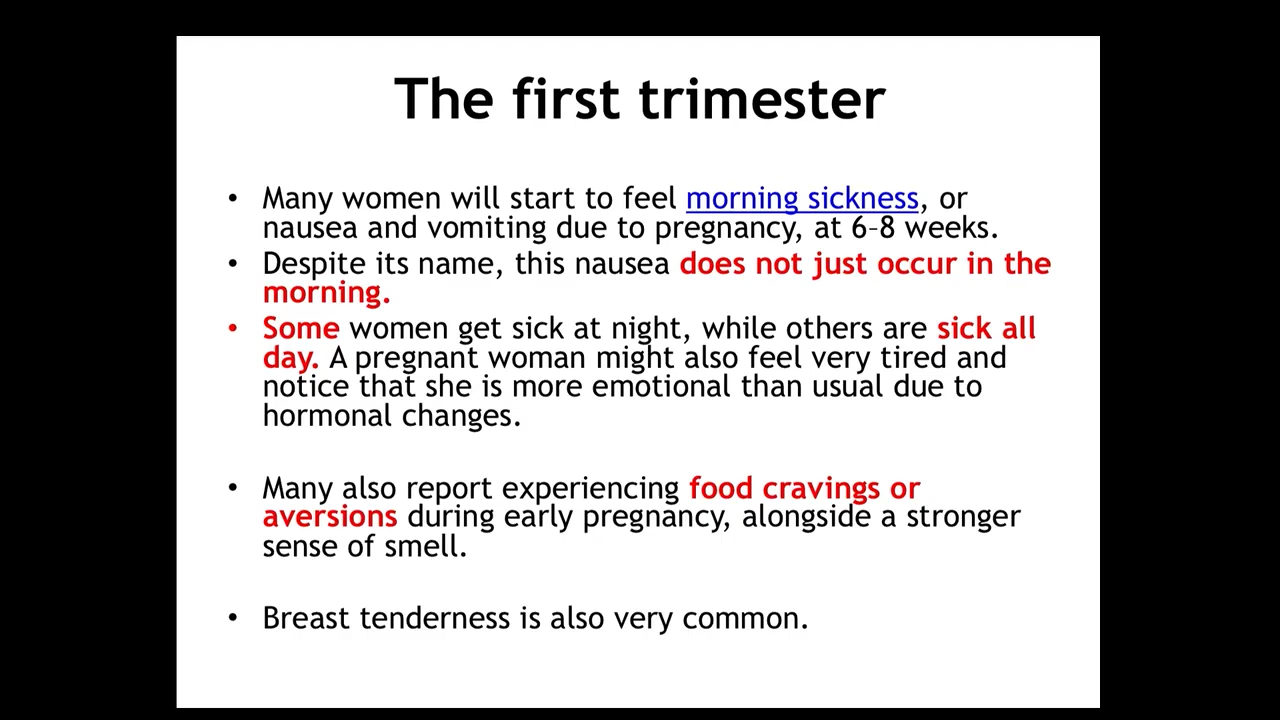 The first trimester
• Many women will start to feel morning sickness, or
nausea and vomiting due to pregnancy, at 6–8 weeks.
• Despite its name, this nausea does not just occur in the
morning.
• Some women get sick at night, while others are sick all
day. A pregnant woman might also feel very tired and
notice that she is more emotional than usual due to
hormonal changes.
• Many also report experiencing food cravings or
aversions during early pregnancy, alongside a stronger
sense of smell.
• Breast tenderness is also very common.